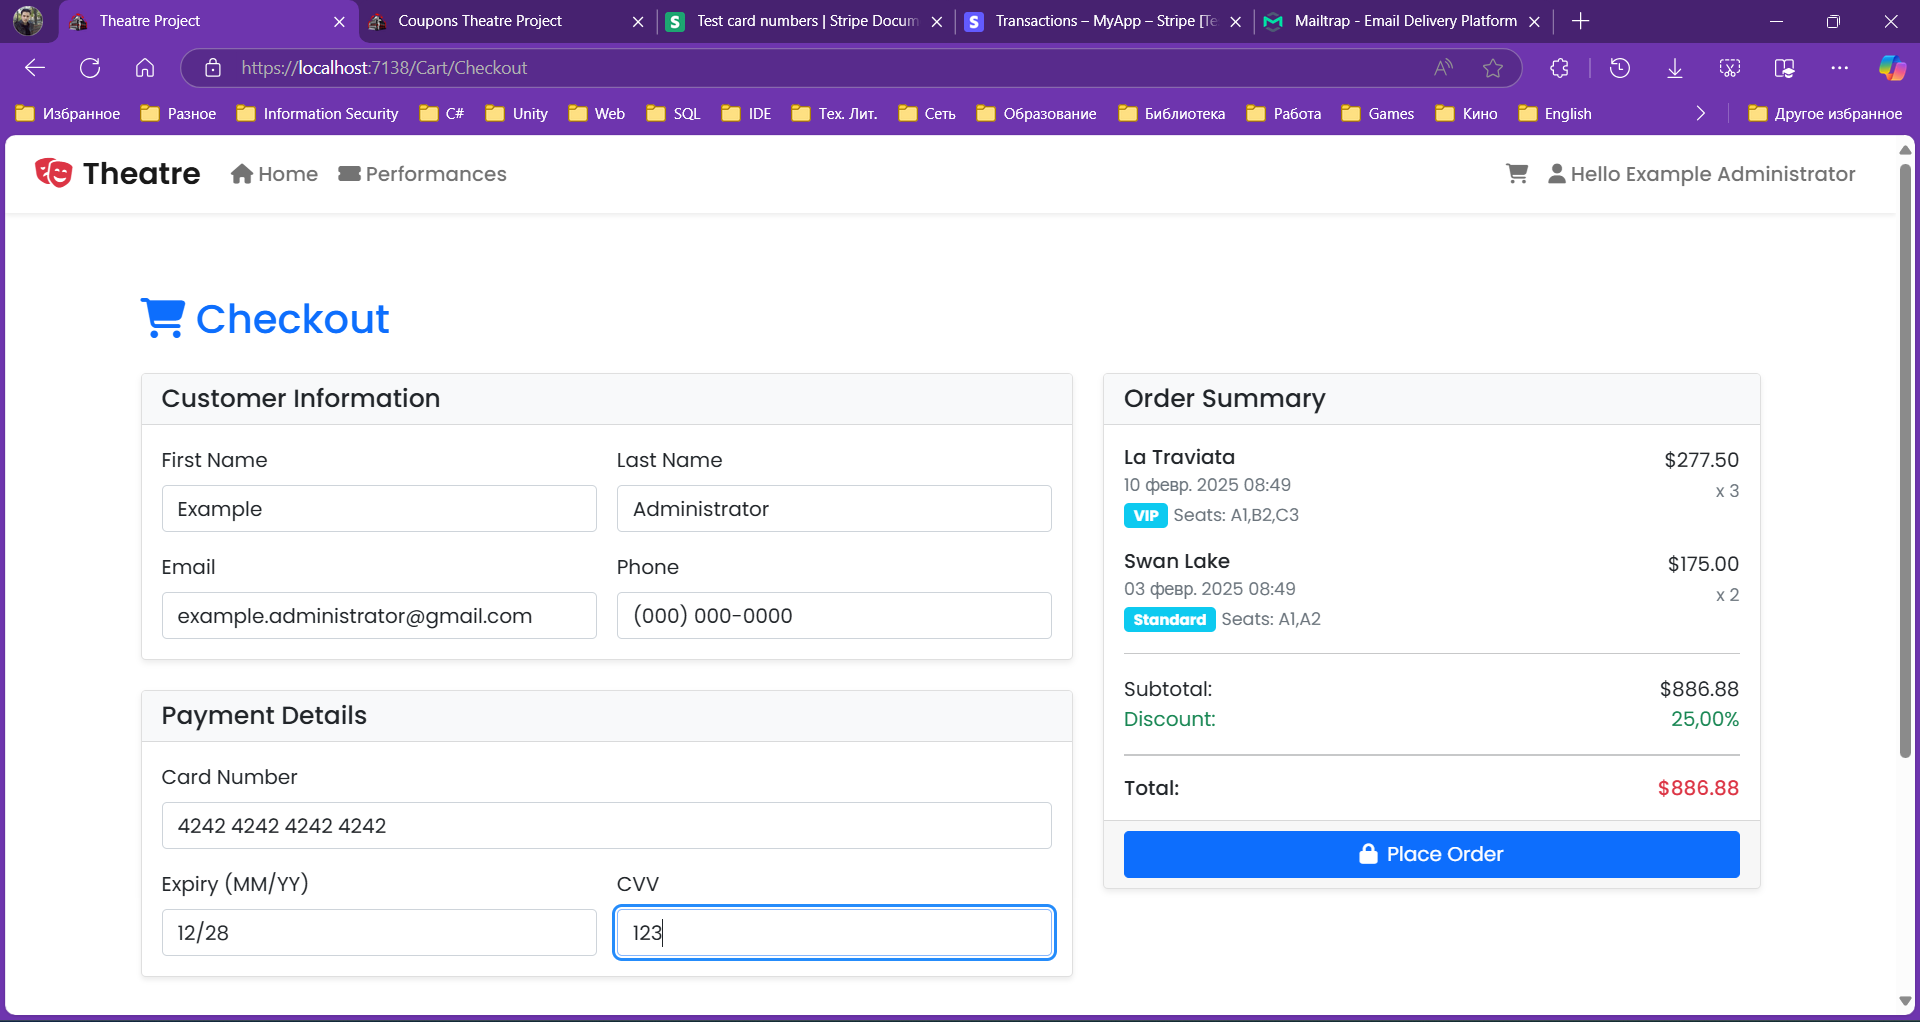 Theatre Project
Coupons Theatre Project
Test card numbers | Stripe Docum
Transactions – MyApp – Stripe [Te
Mailtrap - Email Delivery Platform
https://localhost:7138/Cart/Checkout
Избранное
Разное
Information Security
C#
Unity
Web
SQL
IDE
Тех. Лит.
Сеть
Образование
Библиотека
Работа
Games
Кино
English
Другое избранное
Theatre
Home
Performances
Hello Example Administrator
Checkout
Customer Information
First Name
Last Name
Example
Administrator
Email
Phone
example.administrator@gmail.com
(000) 000-0000
Payment Details
Card Number
4242 4242 4242 4242
Expiry (MM/YY)
CVV
12/28
123
Order Summary
La Traviata
$277.50
10 февр. 2025 08:49
x 3
VIP Seats: A1,B2,C3
Swan Lake
$175.00
03 февр. 2025 08:49
x 2
Standard Seats: A1,A2
Subtotal: $886.88
Discount: 25,00%
Total: $886.88
Place Order